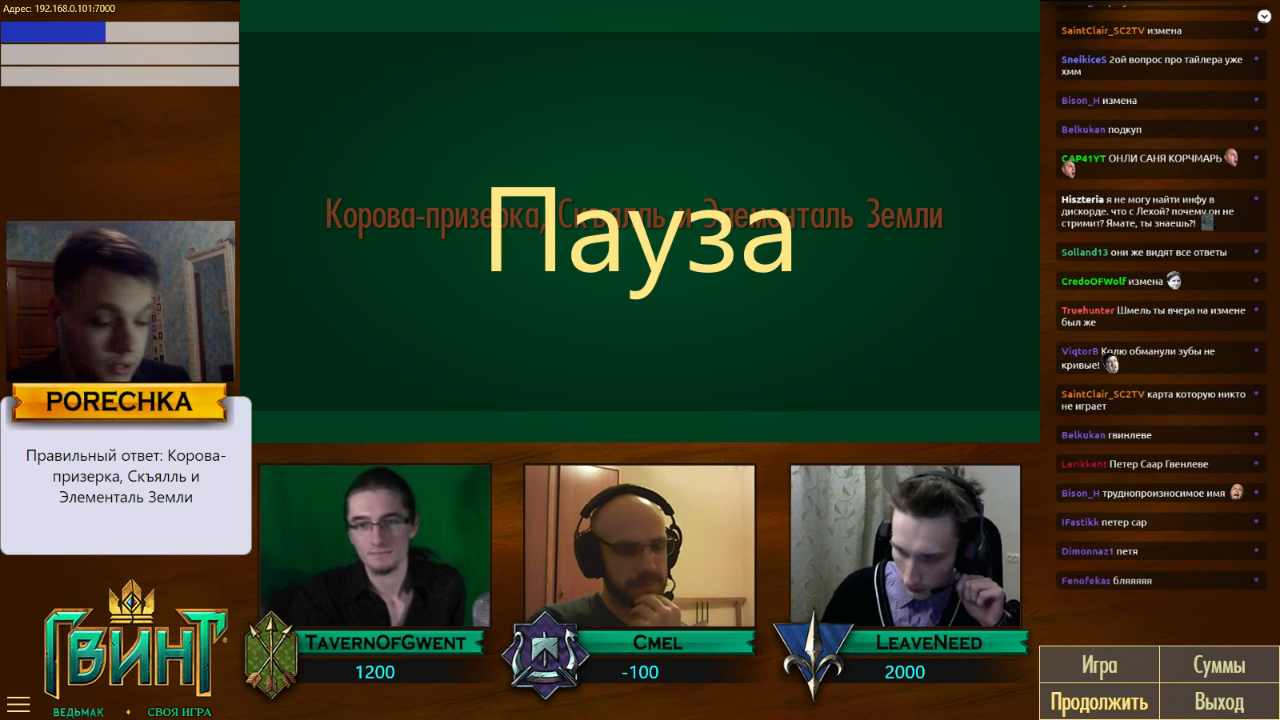 Адрес: 192.168.0.101:7000
Корова-призерка, Скъялль и Элементаль Земли
Пауза
PORECHKA
Правильный ответ: Корова-
призерка, Скъялль и
Элементаль Земли
ГВИНТ
ВЕДЬМАК • СВОЯ ИГРА
TAVERNOFGWENT
1200
CMEL
-100
LEAVENEED
2000
SaintClair_SC2TV измена
SneikiceS 2ой вопрос про тайлера уже
хмм
Bison_H измена
Belkukan подкуп
CAP41YT ОНЛИ САНЯ КОРЧМАРЬ
Hiszteria я не могу найти инфу в
дискорде. что с Лехой? почему он не
стримит? Ямате, ты знаешь?!
Solland13 они же видят все ответы
CredoOFWolf измена
Truehunter Шмель ты вчера на измене
был же
ViqtorB Колю обманули зубы не
кривые!
SaintClair_SC2TV карта которую никто
не играет
Belkukan гвинлеве
Lerikkent Петер Саар Гвенлеве
Bison_H труднопроизносимое имя
IFastikk петер сар
Dimonnaz1 петя
Fenofekas бляяяяя
Игра
Суммы
Продолжить
Выход